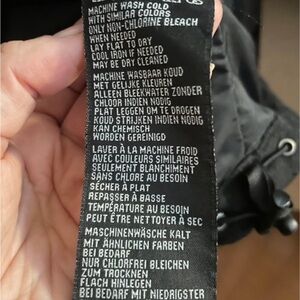 MACHINE WASH COLD
WITH SIMILAR COLORS
ONLY NON-CHLORINE BLEACH
WHEN NEEDED
LAY FLAT TO DRY
COOL IRON IF NEEDED
MAY BE DRY CLEANED
MACHINE WASBAAR KOUD
MET GELIJKE KLEUREN
ALLEEN BLEEKWATER ZONDER
CHLOOR INDIEN NODIG
PLAT LEGGEN OM TE DROGEN
KOUD STRIJKEN INDIEN NODIG
KAN CHEMISCH
WORDEN GEREINIGD
LAVER À LA MACHINE FROID
AVEC COULEURS SIMILAIRES
SEULEMENT BLANCHIMENT
SANS CHLORE AU BESOIN
SÉCHER À PLAT
REPASSER À BASSE
TEMPÉRATURE AU BESOIN
PEUT ÊTRE NETTOYER À SEC
MASCHINENWÄSCHE KALT
MIT ÄHNLICHEN FARBEN
BEI BEDARF
NUR CHLORFREI BLEICHEN
ZUM TROCKNEN
FLACH HINLEGEN
BEI BEDARF MIT NIEDRIGSTER